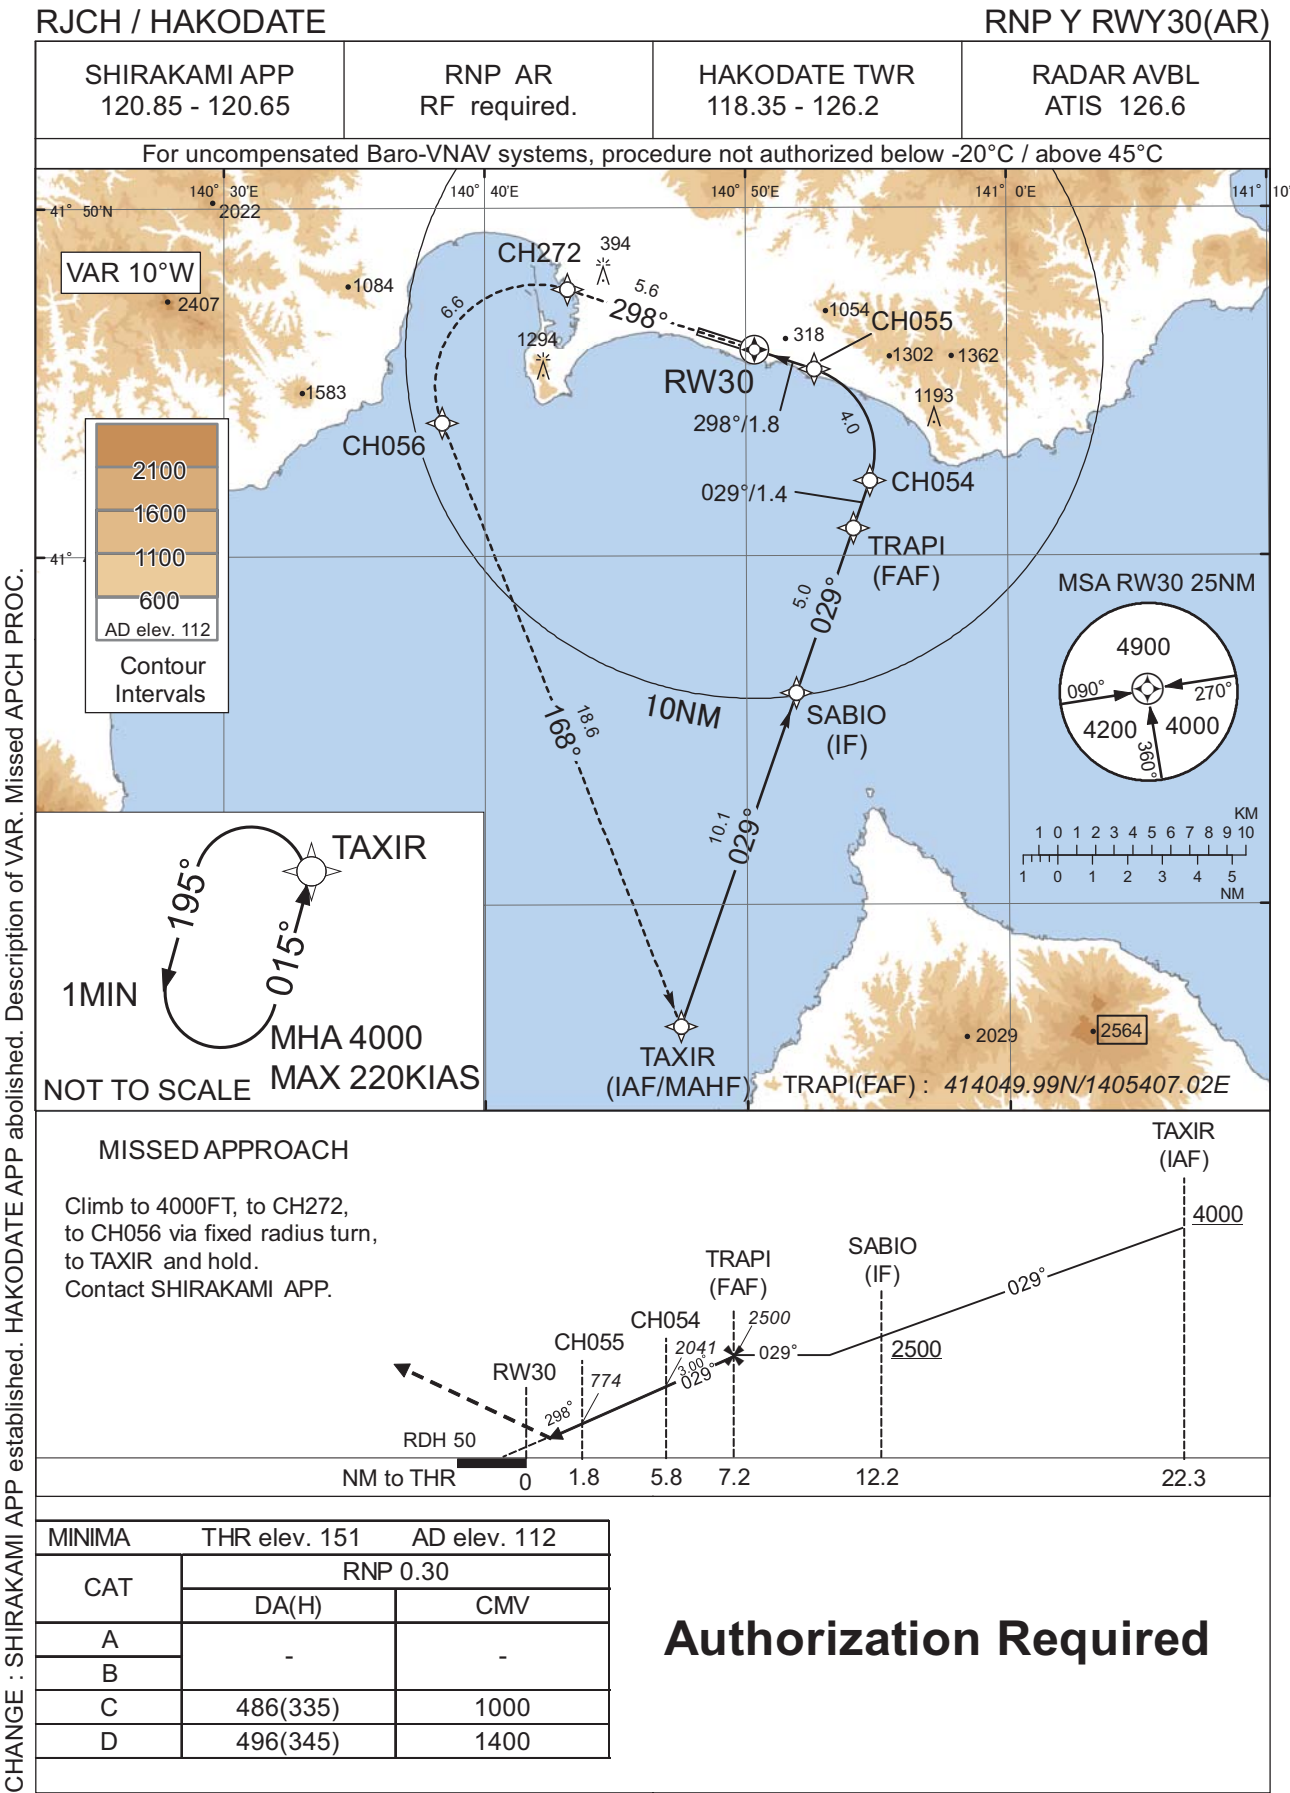 RJCH / HAKODATE
RNP Y RWY30(AR)
SHIRAKAMI APP
120.85 - 120.65
RNP AR
RF required.
HAKODATE TWR
118.35 - 126.2
RADAR AVBL
ATIS 126.6
For uncompensated Baro-VNAV systems, procedure not authorized below -20°C / above 45°C
140° 30'E
140° 40'E
140° 50'E
141° 0'E
141° 10'
41° 50'N
2022
VAR 10°W
2407
1084
1583
CH272
394
5.6
298°
6.6
1294
1054
318
CH055
1302
1362
RW30
1193
298°/1.8
4.0
CH056
029°/1.4
CH054
TRAPI
(FAF)
41°
2100
1600
1100
600
AD elev. 112
Contour
Intervals
5.0
029°
MSA RW30 25NM
4900
090°
270°
4200
4000
360°
10NM
SABIO
(IF)
18.6
168°
10.1
029°
KM
1 0 1 2 3 4 5 6 7 8 9 10
1 0 1 2 3 4 5
NM
TAXIR
195°
015°
1MIN
MHA 4000
MAX 220KIAS
NOT TO SCALE
TAXIR
(IAF/MAHF)
2029
2564
TRAPI(FAF) : 414049.99N/1405407.02E
MISSED APPROACH
Climb to 4000FT, to CH272,
to CH056 via fixed radius turn,
to TAXIR and hold.
Contact SHIRAKAMI APP.
TAXIR
(IAF)
4000
029°
SABIO
(IF)
2500
TRAPI
(FAF)
2500
029°
CH054
2041
3.00°
029°
CH055
774
RW30
298°
RDH 50
NM to THR
0
1.8
5.8
7.2
12.2
22.3
MINIMA THR elev. 151 AD elev. 112
CAT
RNP 0.30
DA(H) CMV
A
B
- -
C 486(335) 1000
D 496(345) 1400
Authorization Required
CHANGE : SHIRAKAMI APP established. HAKODATE APP abolished. Description of VAR. Missed APCH PROC.